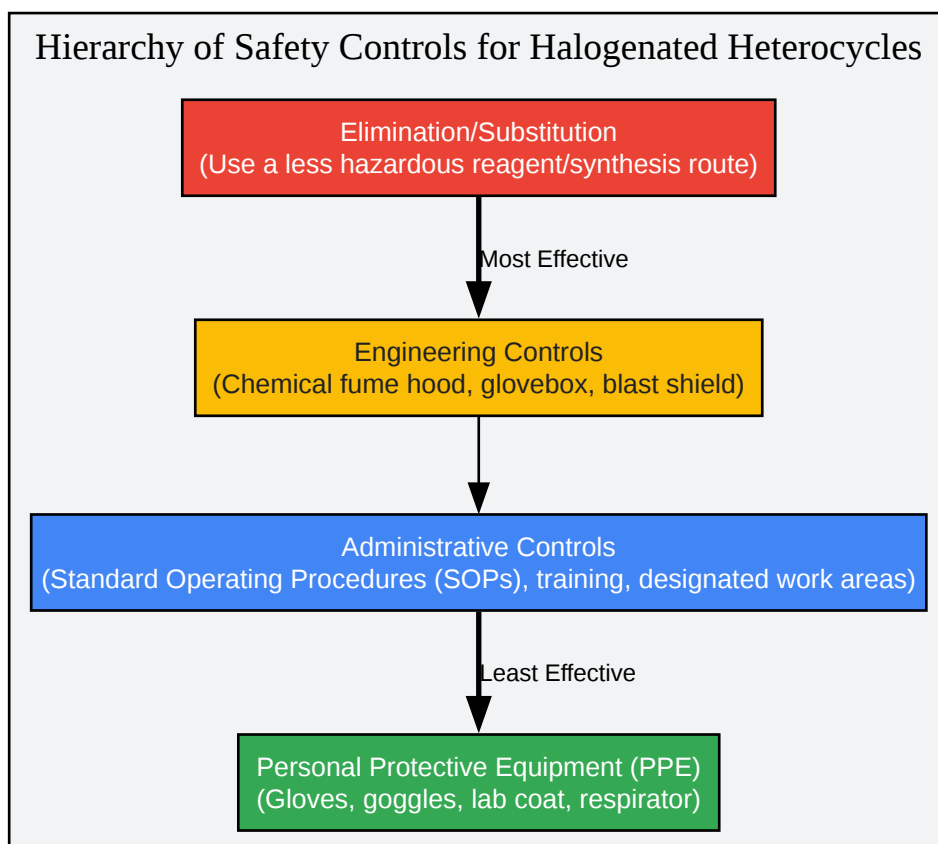 Hierarchy of Safety Controls for Halogenated Heterocycles
Elimination/Substitution
(Use a less hazardous reagent/synthesis route)
Most Effective
Engineering Controls
(Chemical fume hood, glovebox, blast shield)
Administrative Controls
(Standard Operating Procedures (SOPs), training, designated work areas)
Least Effective
Personal Protective Equipment (PPE)
(Gloves, goggles, lab coat, respirator)